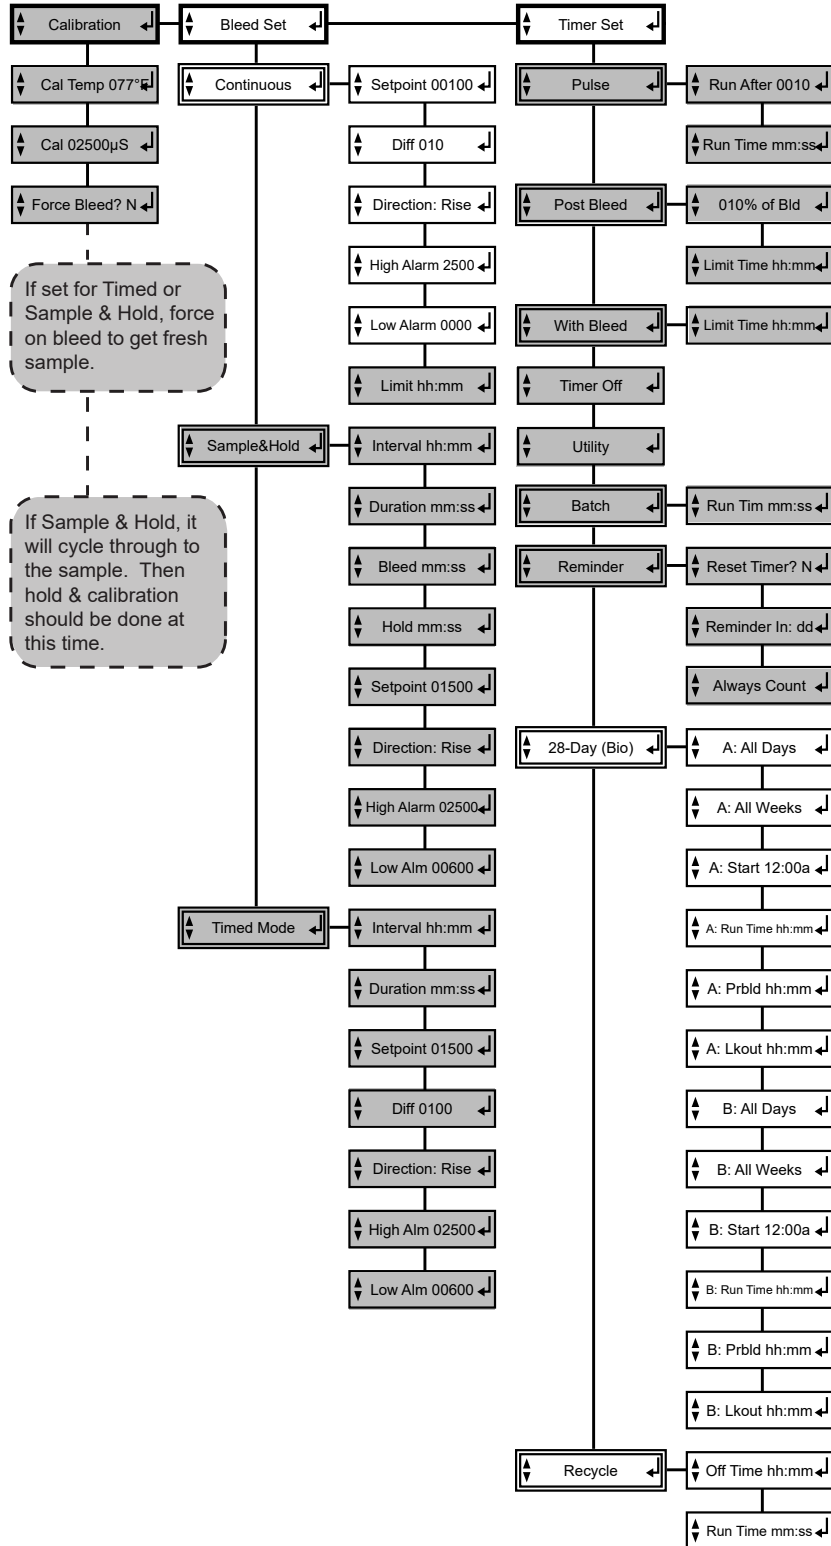 Calibration
Cal Temp 077°F
Cal 02500µS
Force Bleed? N
If set for Timed or
Sample & Hold, force
on bleed to get fresh
sample.
If Sample & Hold, it
will cycle through to
the sample. Then
hold & calibration
should be done at
this time.
Bleed Set
Continuous
Setpoint 00100
Diff 010
Direction: Rise
High Alarm 2500
Low Alarm 0000
Limit hh:mm
Sample&Hold
Interval hh:mm
Duration mm:ss
Bleed mm:ss
Hold mm:ss
Setpoint 01500
Direction: Rise
High Alarm 02500
Low Alm 00600
Timed Mode
Interval hh:mm
Duration mm:ss
Setpoint 01500
Diff 0100
Direction: Rise
High Alm 02500
Low Alm 00600
Timer Set
Pulse
Run After 0010
Run Time mm:ss
Post Bleed
010% of Bld
Limit Time hh:mm
With Bleed
Limit Time hh:mm
Timer Off
Utility
Batch
Run Tim mm:ss
Reminder
Reset Timer? N
Reminder In: dd
Always Count
28-Day (Bio)
A: All Days
A: All Weeks
A: Start 12:00a
A: Run Time hh:mm
A: Prbld hh:mm
A: Lkout hh:mm
B: All Days
B: All Weeks
B: Start 12:00a
B: Run Time hh:mm
B: Prbld hh:mm
B: Lkout hh:mm
Recycle
Off Time hh:mm
Run Time mm:ss